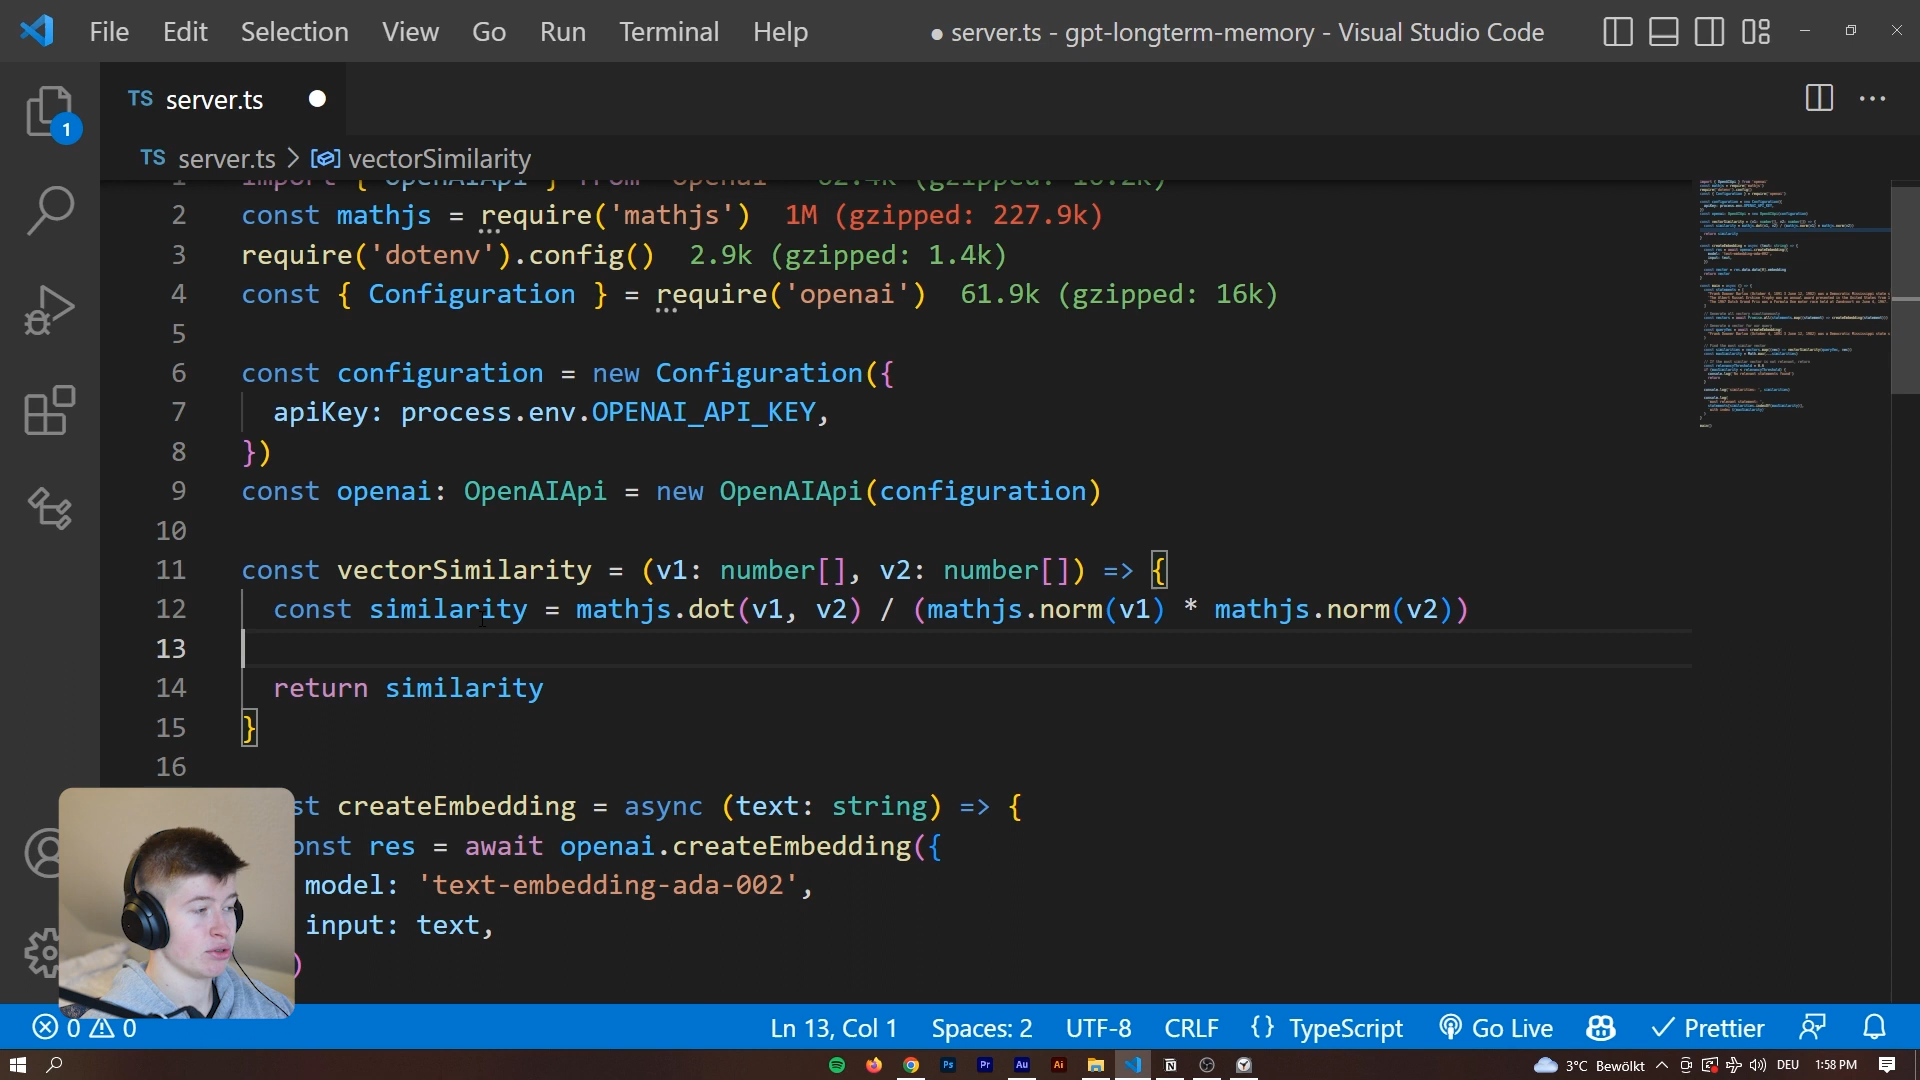 File Edit Selection View Go Run Terminal Help ● server.ts - gpt-longterm-memory - Visual Studio Code
TS server.ts
1
TS server.ts > vectorSimilarity
1 import { OpenAIApi } from 'openai' 62.4k (gzipped: 16.2k)
2 const mathjs = require('mathjs') 1M (gzipped: 227.9k)
3 require('dotenv').config() 2.9k (gzipped: 1.4k)
4 const { Configuration } = require('openai') 61.9k (gzipped: 16k)
5
6 const configuration = new Configuration({
7 apiKey: process.env.OPENAI_API_KEY,
8 })
9 const openai: OpenAIApi = new OpenAIApi(configuration)
10
11 const vectorSimilarity = (v1: number[], v2: number[]) => {
12 const similarity = mathjs.dot(v1, v2) / (mathjs.norm(v1) * mathjs.norm(v2))
13
14 return similarity
15 }
16
st createEmbedding = async (text: string) => {
onst res = await openai.createEmbedding({
model: 'text-embedding-ada-002',
input: text,
)
0 0 Ln 13, Col 1 Spaces: 2 UTF-8 CRLF {} TypeScript Go Live Prettier
Ps Pr Au Ai N 3°C Bewölkt DEU 1:58 PM